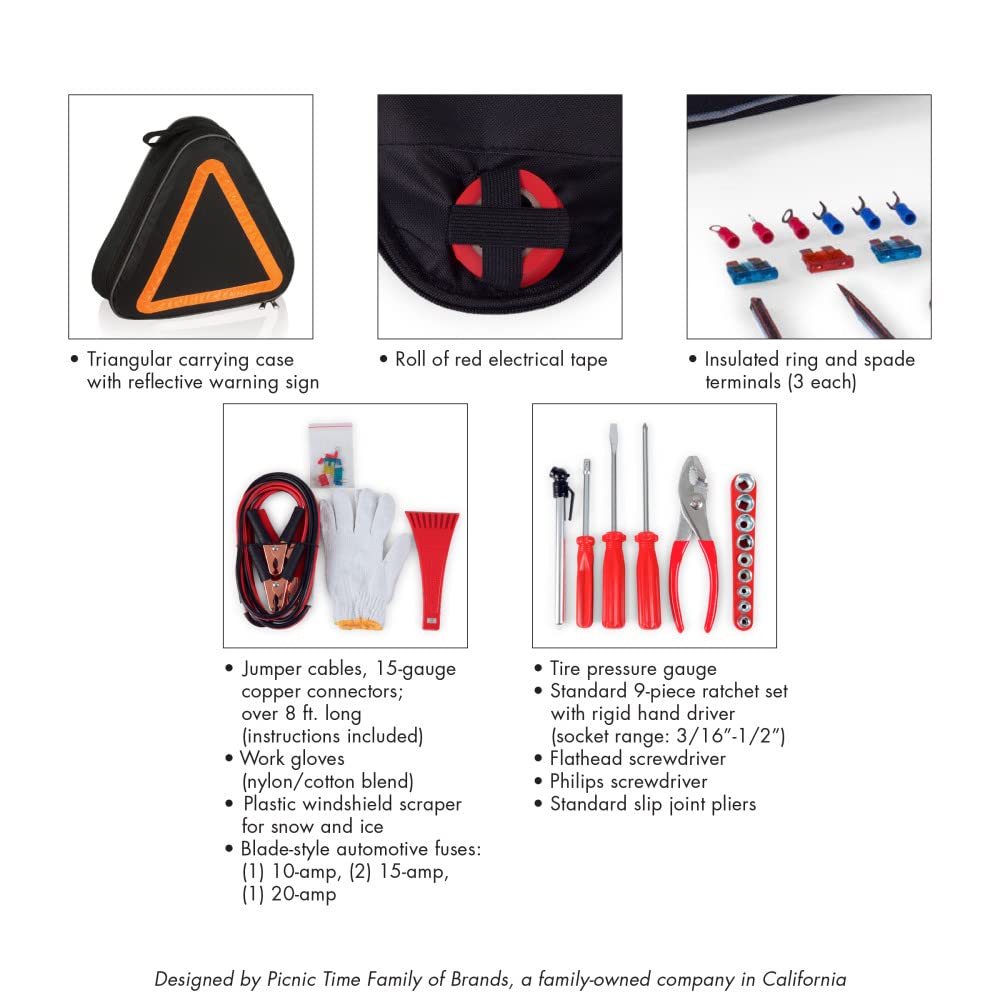 • Triangular carrying case
with reflective warning sign
• Roll of red electrical tape
• Insulated ring and spade
terminals (3 each)
• Jumper cables, 15-gauge
copper connectors;
over 8 ft. long
(instructions included)
• Work gloves
(nylon/cotton blend)
• Plastic windshield scraper
for snow and ice
• Blade-style automotive fuses:
(1) 10-amp, (2) 15-amp,
(1) 20-amp
• Tire pressure gauge
• Standard 9-piece ratchet set
with rigid hand driver
(socket range: 3/16”-1/2”)
• Flathead screwdriver
• Philips screwdriver
• Standard slip joint pliers
Designed by Picnic Time Family of Brands, a family-owned company in California